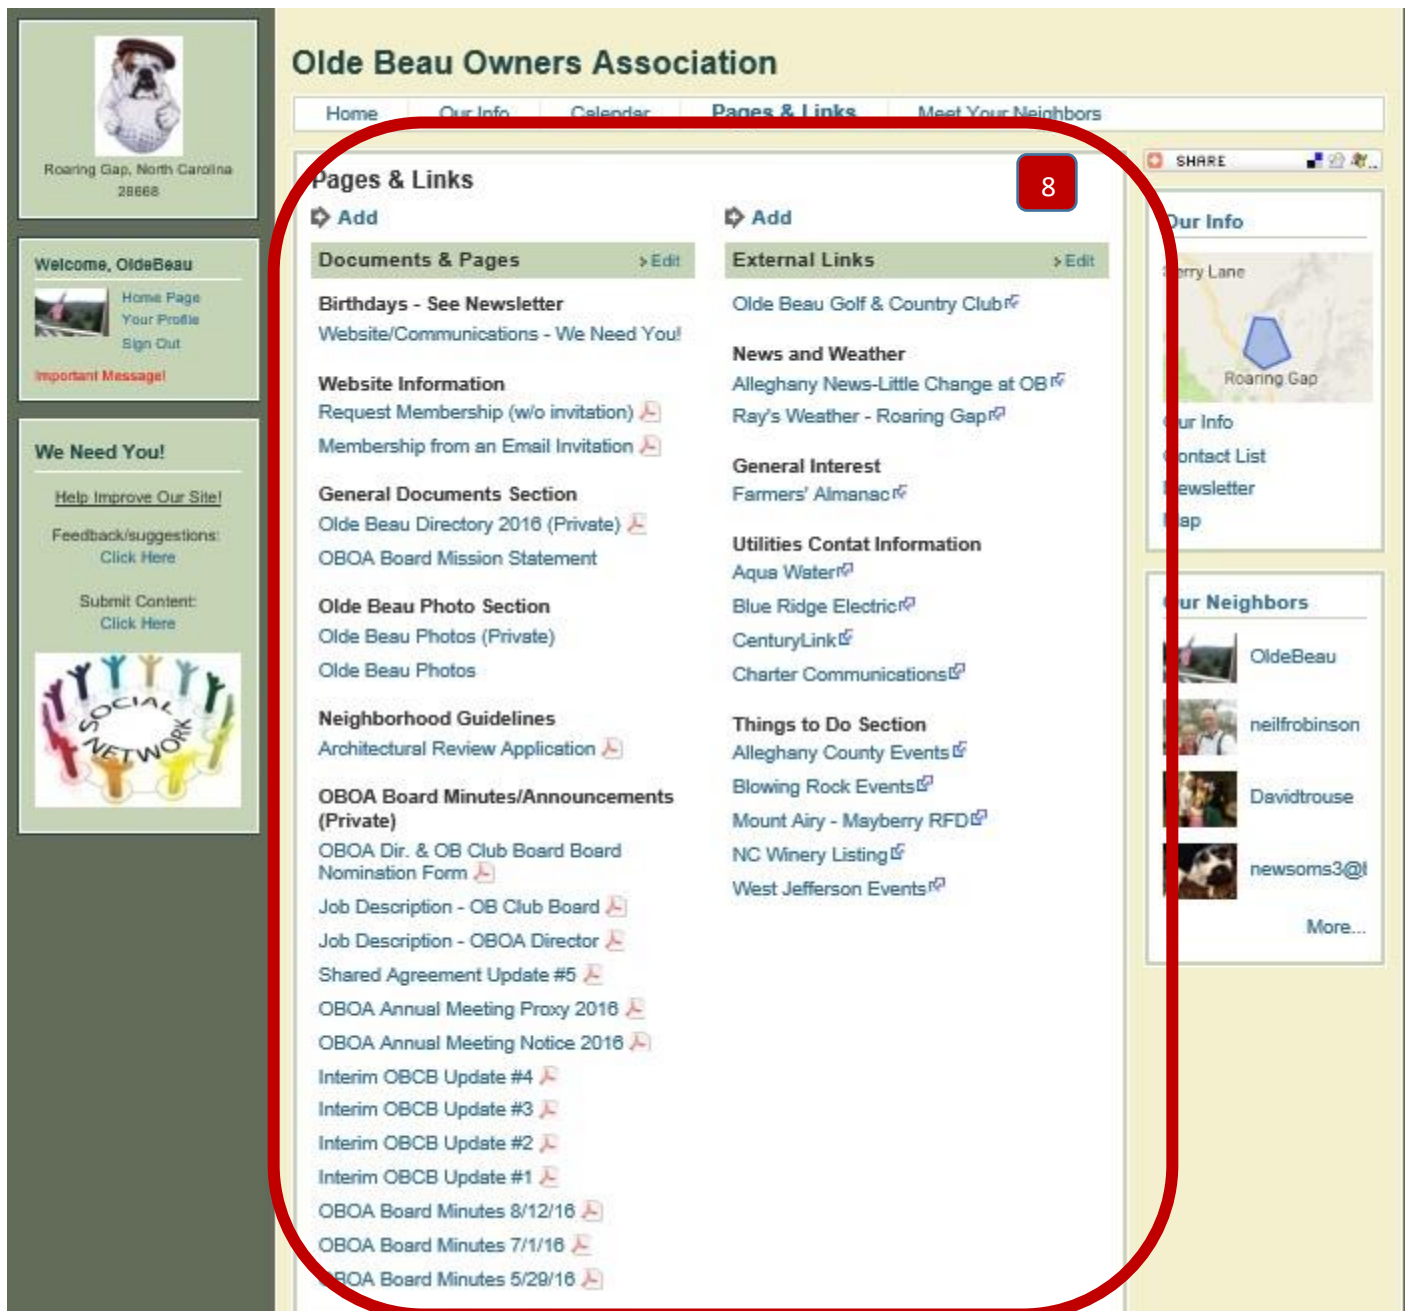 Roaring Gap, North Carolina
28668
Welcome, OldeBeau
Home Page
Your Profile
Sign Out
Important Message!
We Need You!
Help Improve Our Site!
Feedback/suggestions:
Click Here
Submit Content:
Click Here
SOCIAL
NETWORK
Olde Beau Owners Association
Home
Our Info
Calendar
Pages & Links
Meet Your Neighbors
8
Pages & Links
Add
Documents & Pages
Edit
Birthdays - See Newsletter
Website/Communications - We Need You!
Website Information
Request Membership (w/o invitation)
Membership from an Email Invitation
General Documents Section
Olde Beau Directory 2016 (Private)
OBOA Board Mission Statement
Olde Beau Photo Section
Olde Beau Photos (Private)
Olde Beau Photos
Neighborhood Guidelines
Architectural Review Application
OBOA Board Minutes/Announcements
(Private)
OBOA Dir. & OB Club Board Board
Nomination Form
Job Description - OB Club Board
Job Description - OBOA Director
Shared Agreement Update #5
OBOA Annual Meeting Proxy 2016
OBOA Annual Meeting Notice 2016
Interim OBCB Update #4
Interim OBCB Update #3
Interim OBCB Update #2
Interim OBCB Update #1
OBOA Board Minutes 8/12/16
OBOA Board Minutes 7/1/16
OBOA Board Minutes 5/29/16
Add
External Links
Edit
Olde Beau Golf & Country Club
News and Weather
Alleghany News-Little Change at OB
Ray's Weather - Roaring Gap
General Interest
Farmers' Almanac
Utilities Contat Information
Aqua Water
Blue Ridge Electric
CenturyLink
Charter Communications
Things to Do Section
Alleghany County Events
Blowing Rock Events
Mount Airy - Mayberry RFD
NC Winery Listing
West Jefferson Events
SHARE
Our Info
Lane
Roaring Gap
Our Info
Contact List
Newsletter
Map
Our Neighbors
OldeBeau
neilfrobinson
Davidtrouse
newsoms3@
More...